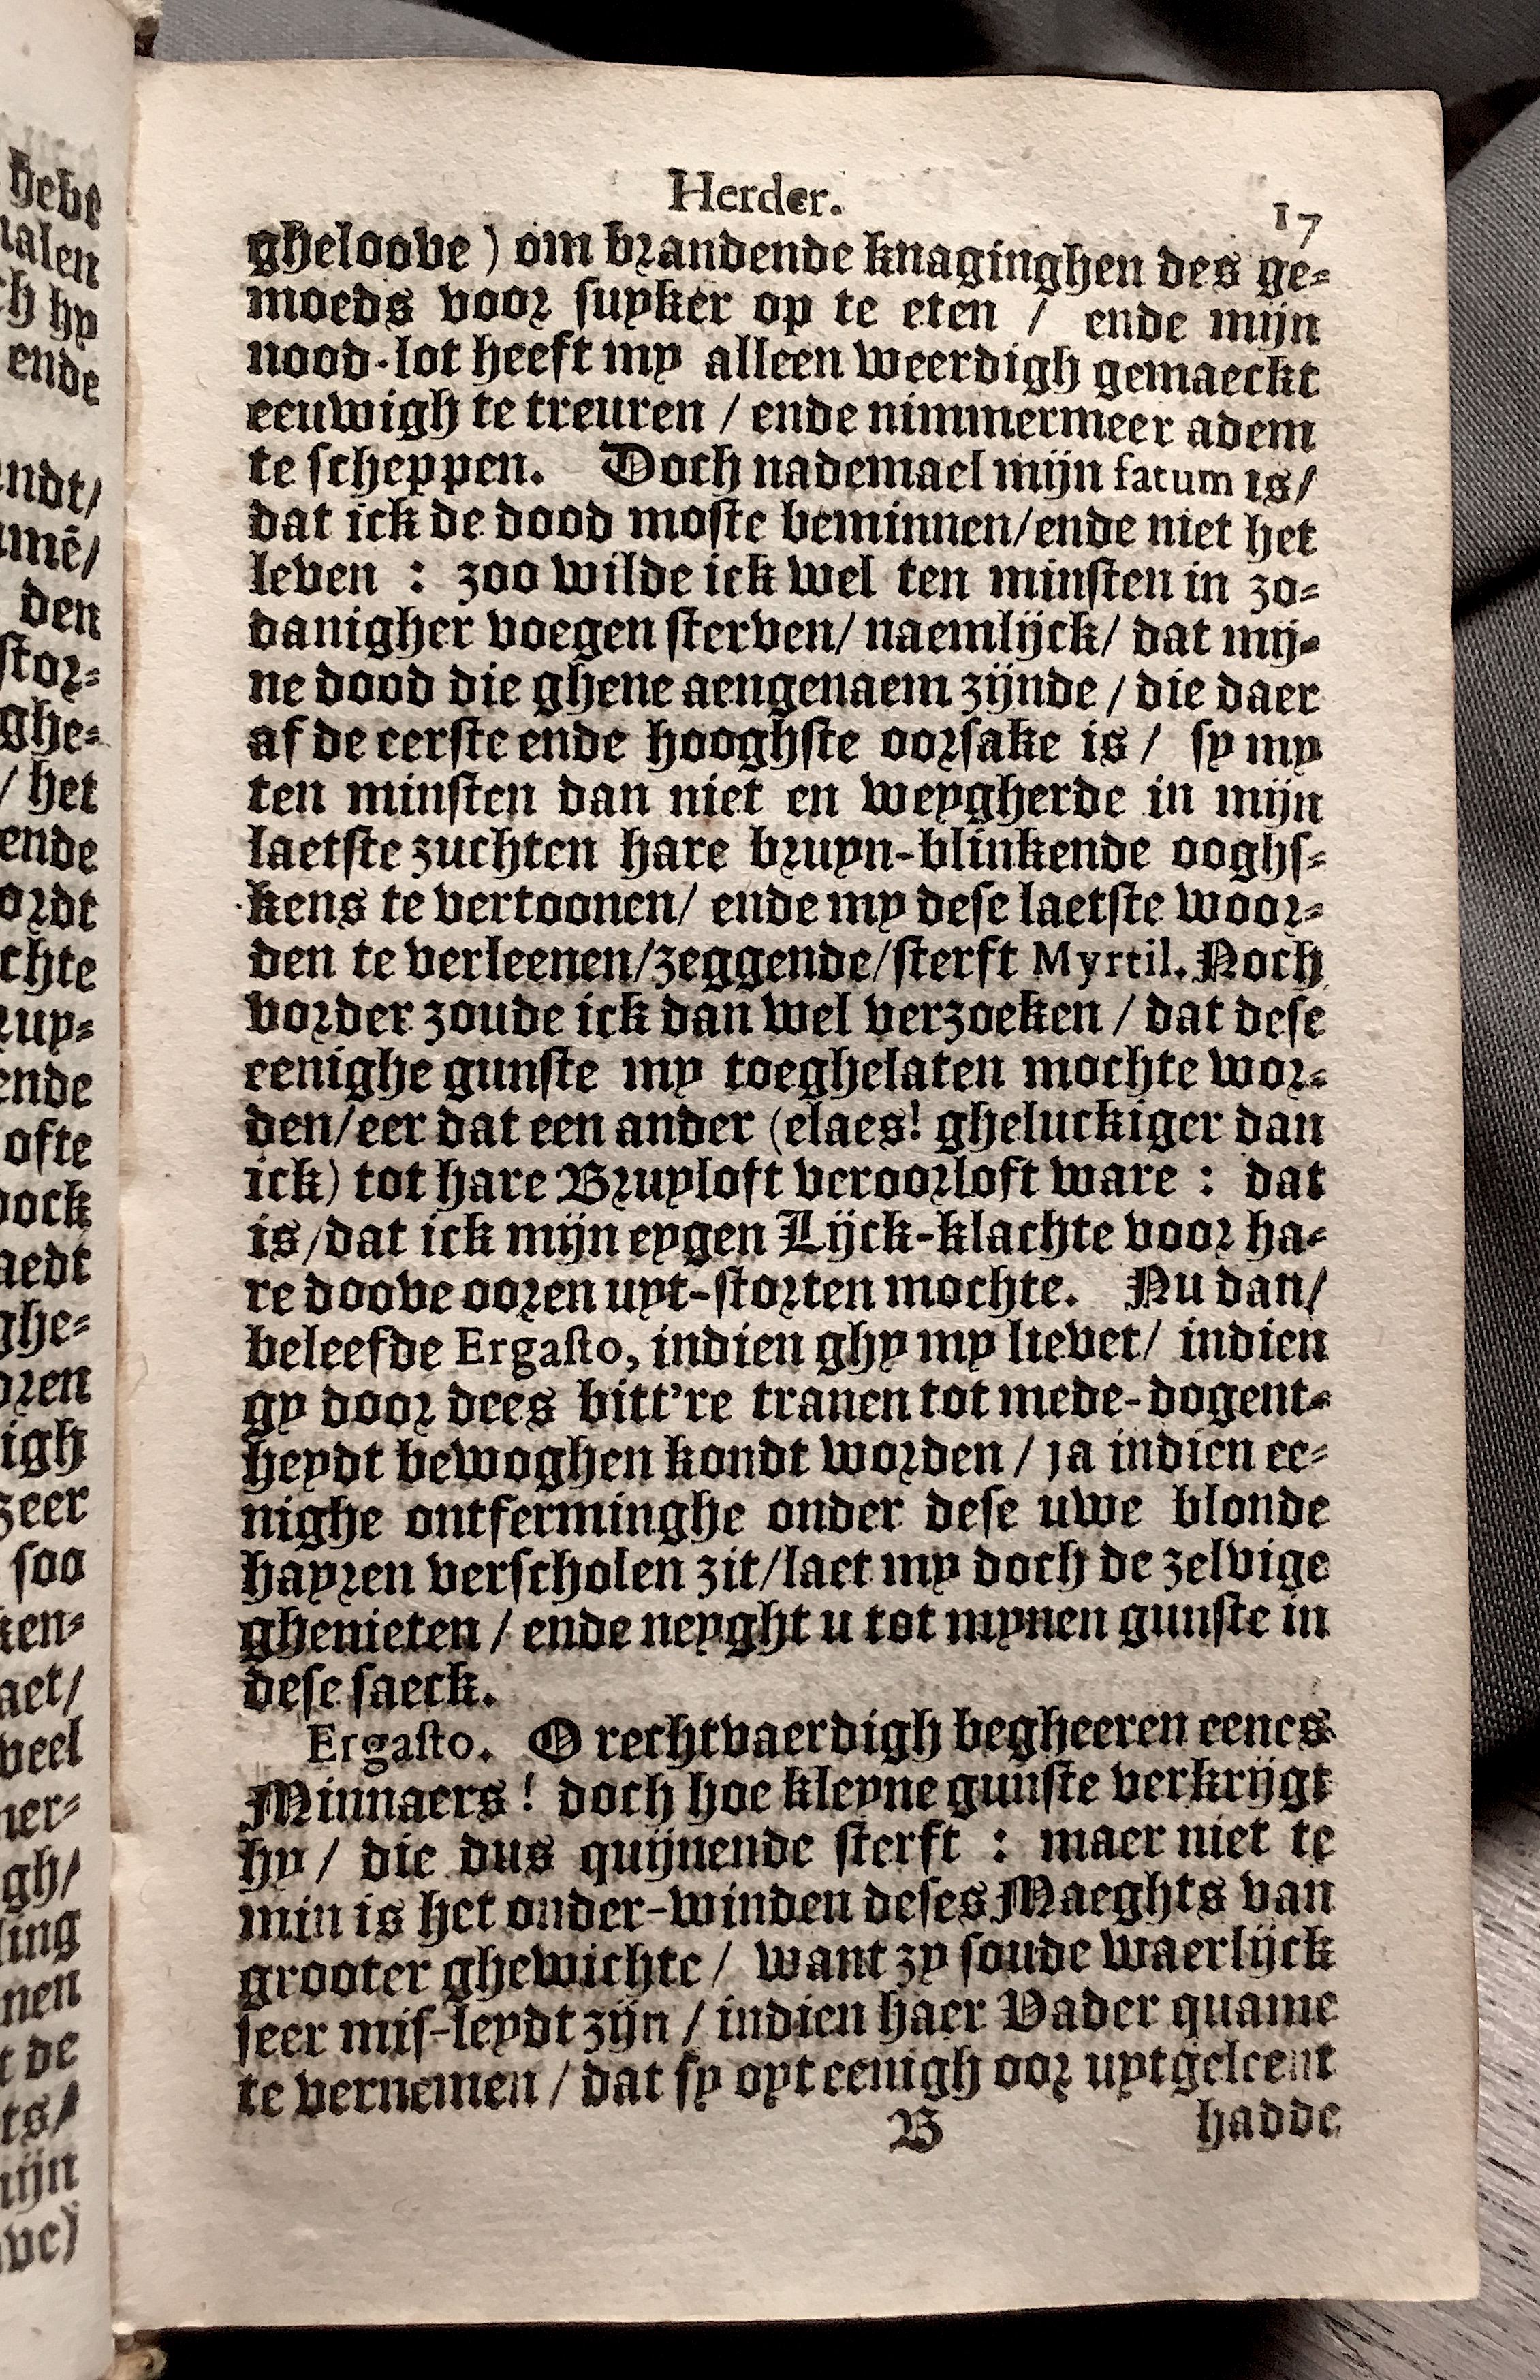 Herder. 17
gheloove ) om brandende knaginghen des ge-
moeds voor suyker op te eten / ende mijn
nood-lot heeft my alleen weerdigh gemaeckt
eeuwigh te treuren / ende nimmermeer adem
te scheppen. Doch nademael mijn fatum is/
dat ick de dood moste beminnen/ende niet het
leven : zoo wilde ick wel ten minsten in zo-
danigher voegen sterven/ naemlijck/ dat mij-
ne dood die ghene aengenaem zijnde / die daer
af de eerste ende hooghste oorsake is / sy my
ten minsten dan niet en weygherde in mijn
laetste zuchten hare bruyn-blinkende ooghs-
kens te vertoonen/ ende my dese laetste woor-
den te verleenen/zeggende/sterft Myrtil. Noch
vorder zoude ick dan wel verzoeken / dat dese
eenighe gunste my toeghelaten mochte wor-
den/eer dat een ander (elaes! gheluckiger dan
ick) tot hare Bruyloft veroorloft ware : dat
is/dat ick mijn eygen Lijck-klachte voor ha-
re doove ooren uyt-storten mochte. Nu dan/
beleefde Ergasto, indien ghy my lievet/ indien
gy door dees bitt're tranen tot mede-dogent-
heydt bewoghen kondt worden / ja indien ee-
nighe ontferminghe onder dese uwe blonde
hayren verscholen zit/laet my doch de zelvige
ghenieten / ende neyght u tot mynen gunste in
dese saeck.
Ergasto. O rechtvaerdigh begheeren eenes
Minnaers ! doch hoe kleyne gunste verkrijgt
hy / die dus quijnende sterft : maer niet te
min is het onder-winden deses Maeghts van
grooter ghewichte / want zy soude waerlijck
seer mis-leydt zijn / indien haer Vader quame
te vernemen / dat sy oyt eenigh oor uytgeleent
B hadde